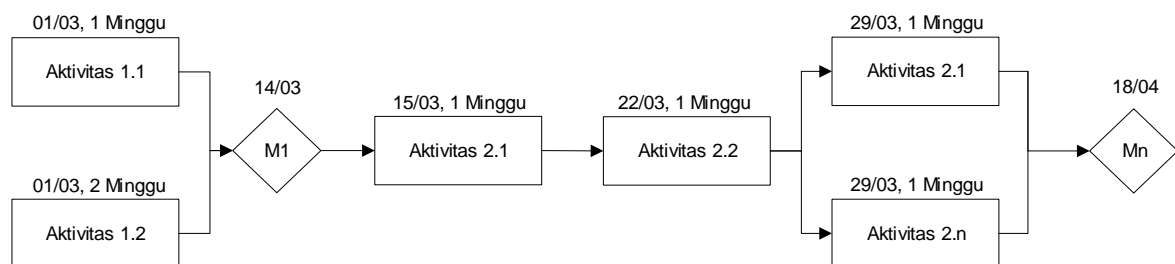 01/03, 1 Minggu
Aktivitas 1.1
01/03, 2 Minggu
Aktivitas 1.2
14/03
M1
15/03, 1 Minggu
Aktivitas 2.1
22/03, 1 Minggu
Aktivitas 2.2
29/03, 1 Minggu
Aktivitas 2.1
29/03, 1 Minggu
Aktivitas 2.n
18/04
Mn